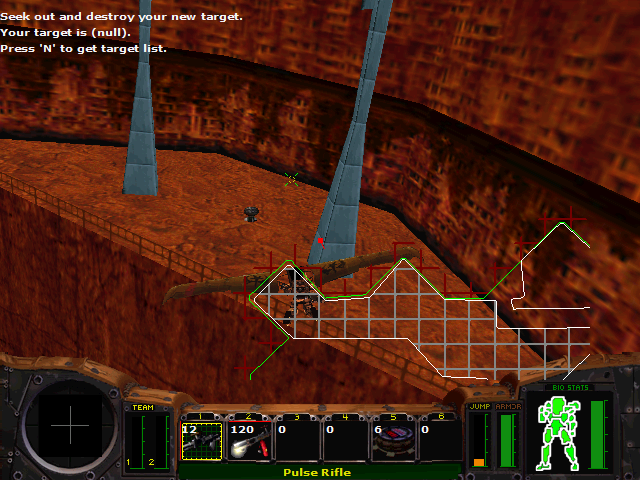 Seek out and destroy your new target.
Your target is (null).
Press 'N' to get target list.
TEAM
1 2
1 2 3 4 5 6
12 120 0 0 6 0
JUMP ARMOR
BIO STATS
Pulse Rifle